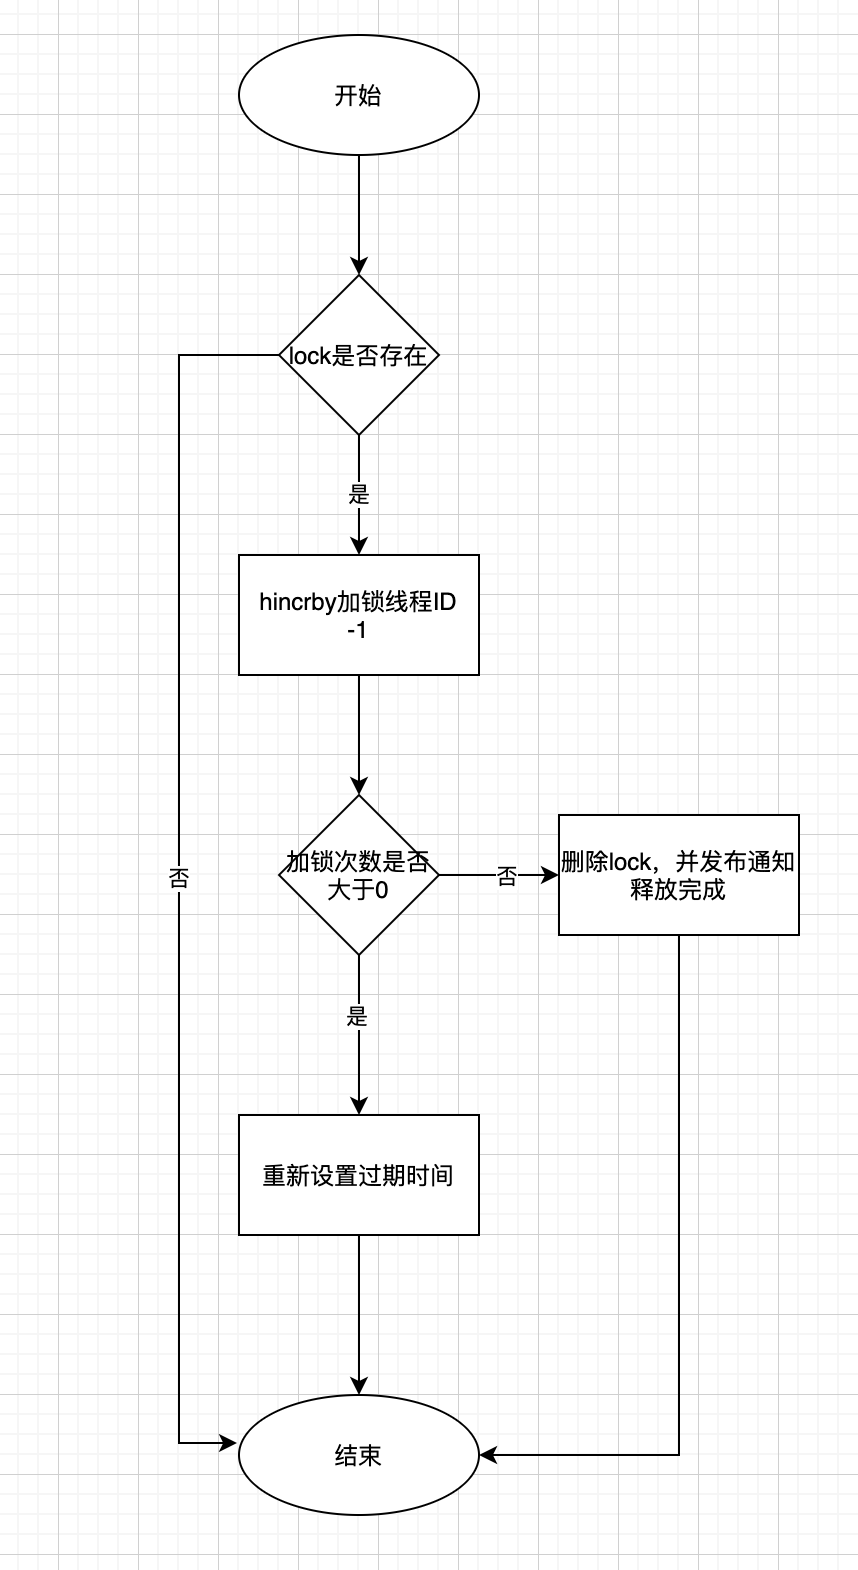 开始
lock是否存在
是
hincrby加锁线程ID
-1
加锁次数是否
大于0
否
删除lock，并发布通知
释放完成
否
是
重新设置过期时间
结束